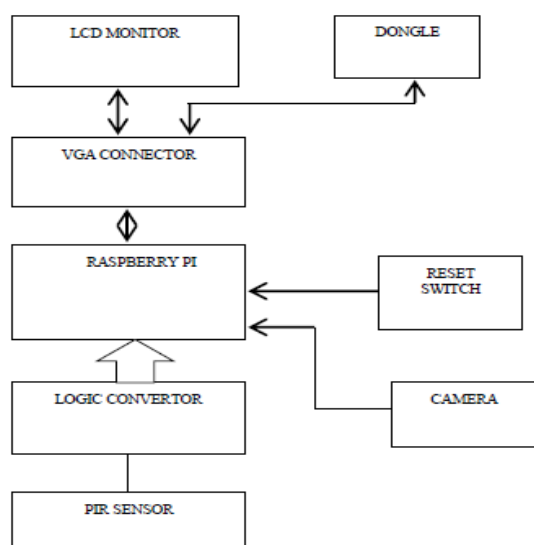 LCD MONITOR
DONGLE
VGA CONNECTOR
RASPBERRY PI
RESET
SWITCH
LOGIC CONVERTOR
CAMERA
PIR SENSOR